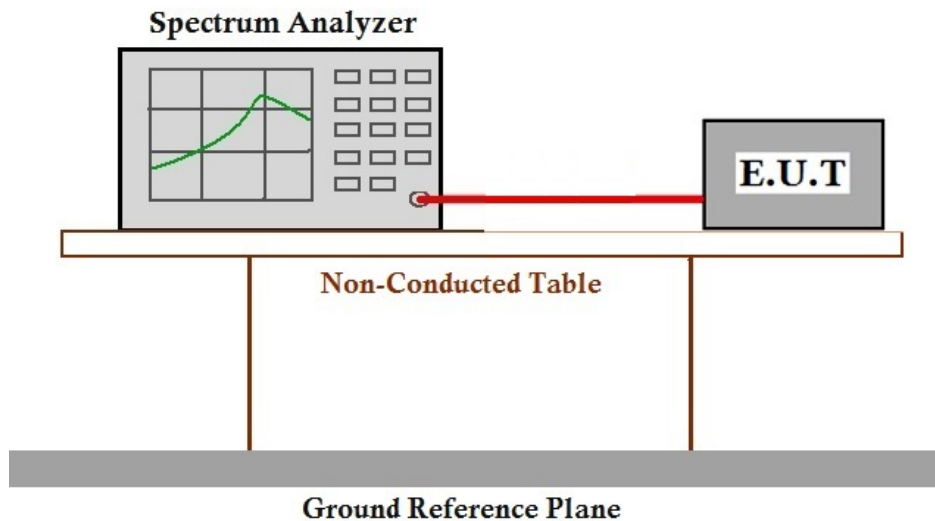 Spectrum Analyzer
E.U.T
Non-Conducted Table
Ground Reference Plane